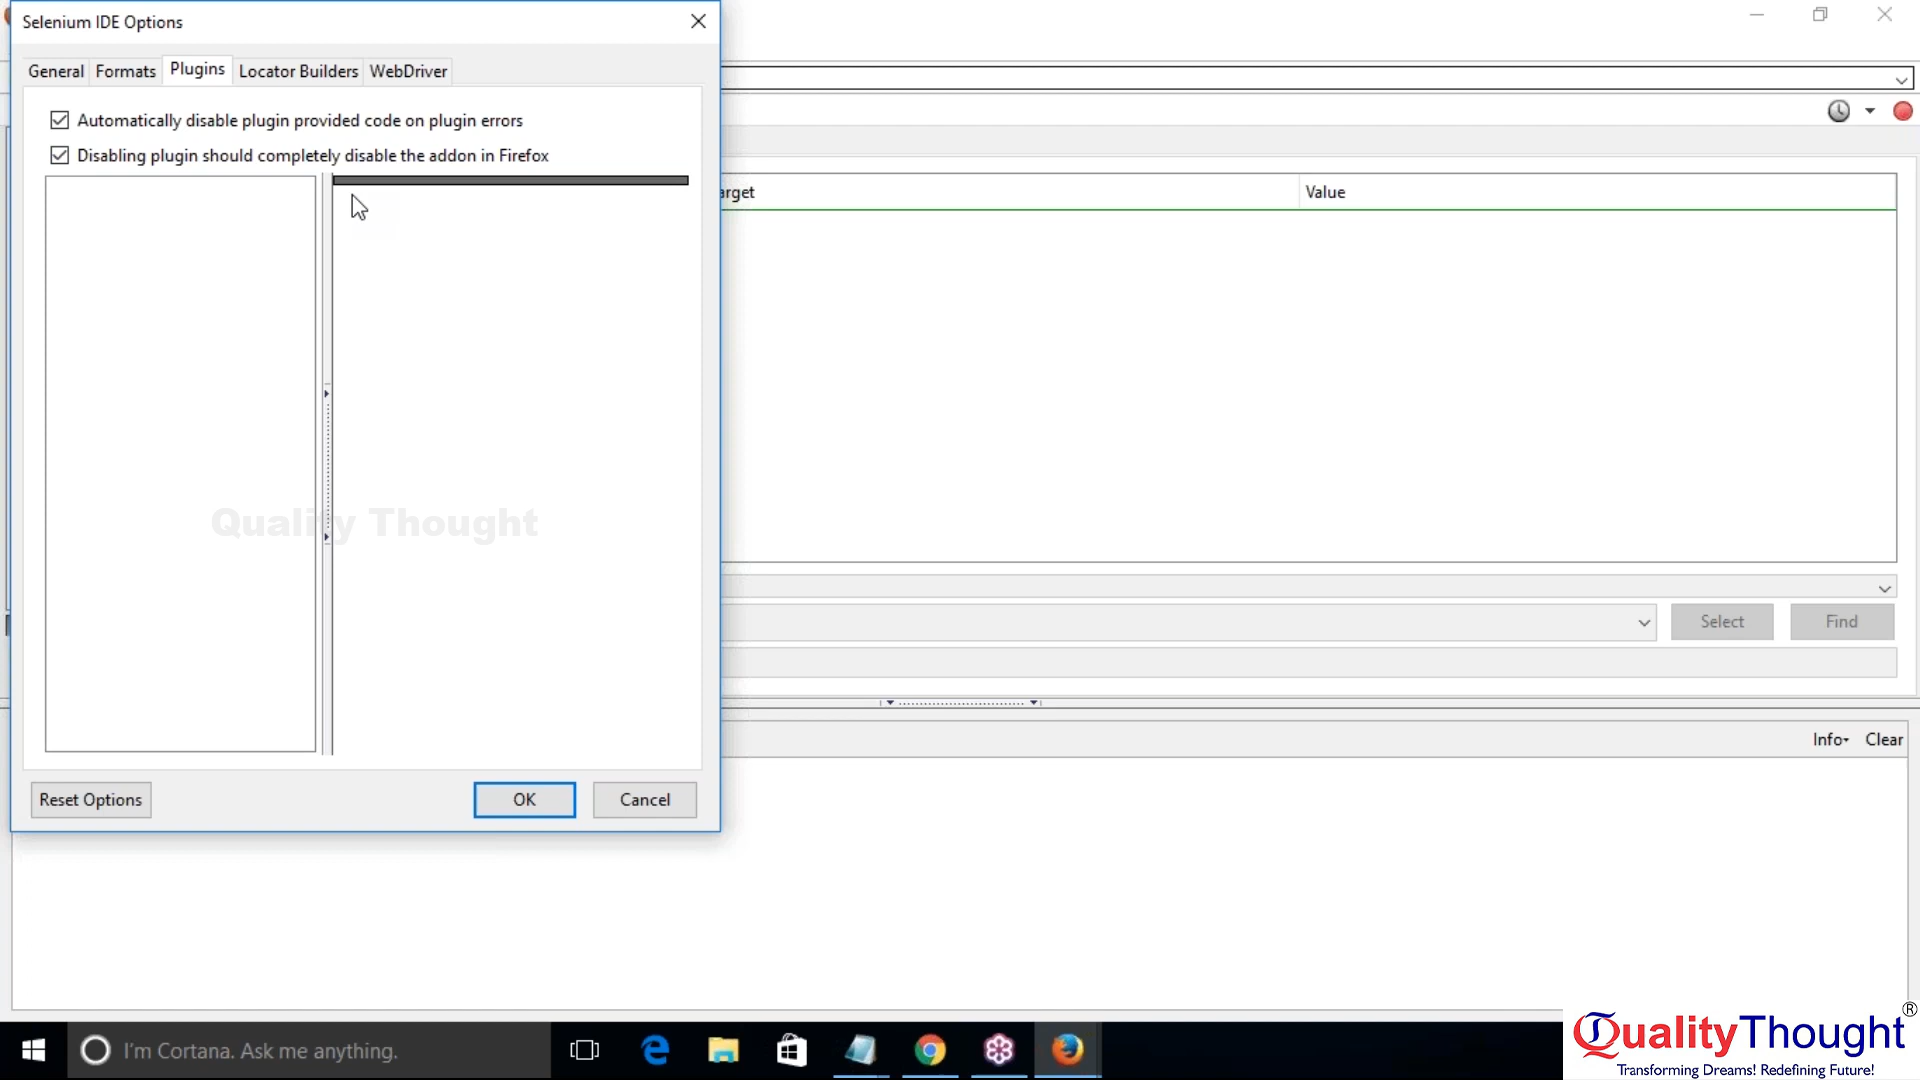 Selenium IDE Options
General Formats Plugins Locator Builders WebDriver
Automatically disable plugin provided code on plugin errors
Disabling plugin should completely disable the addon in Firefox
arget Value
Quality Thought
Select Find
Info Clear
Reset Options OK Cancel
I'm Cortana. Ask me anything.
QualityThought®
Transforming Dreams! Redefining Future!